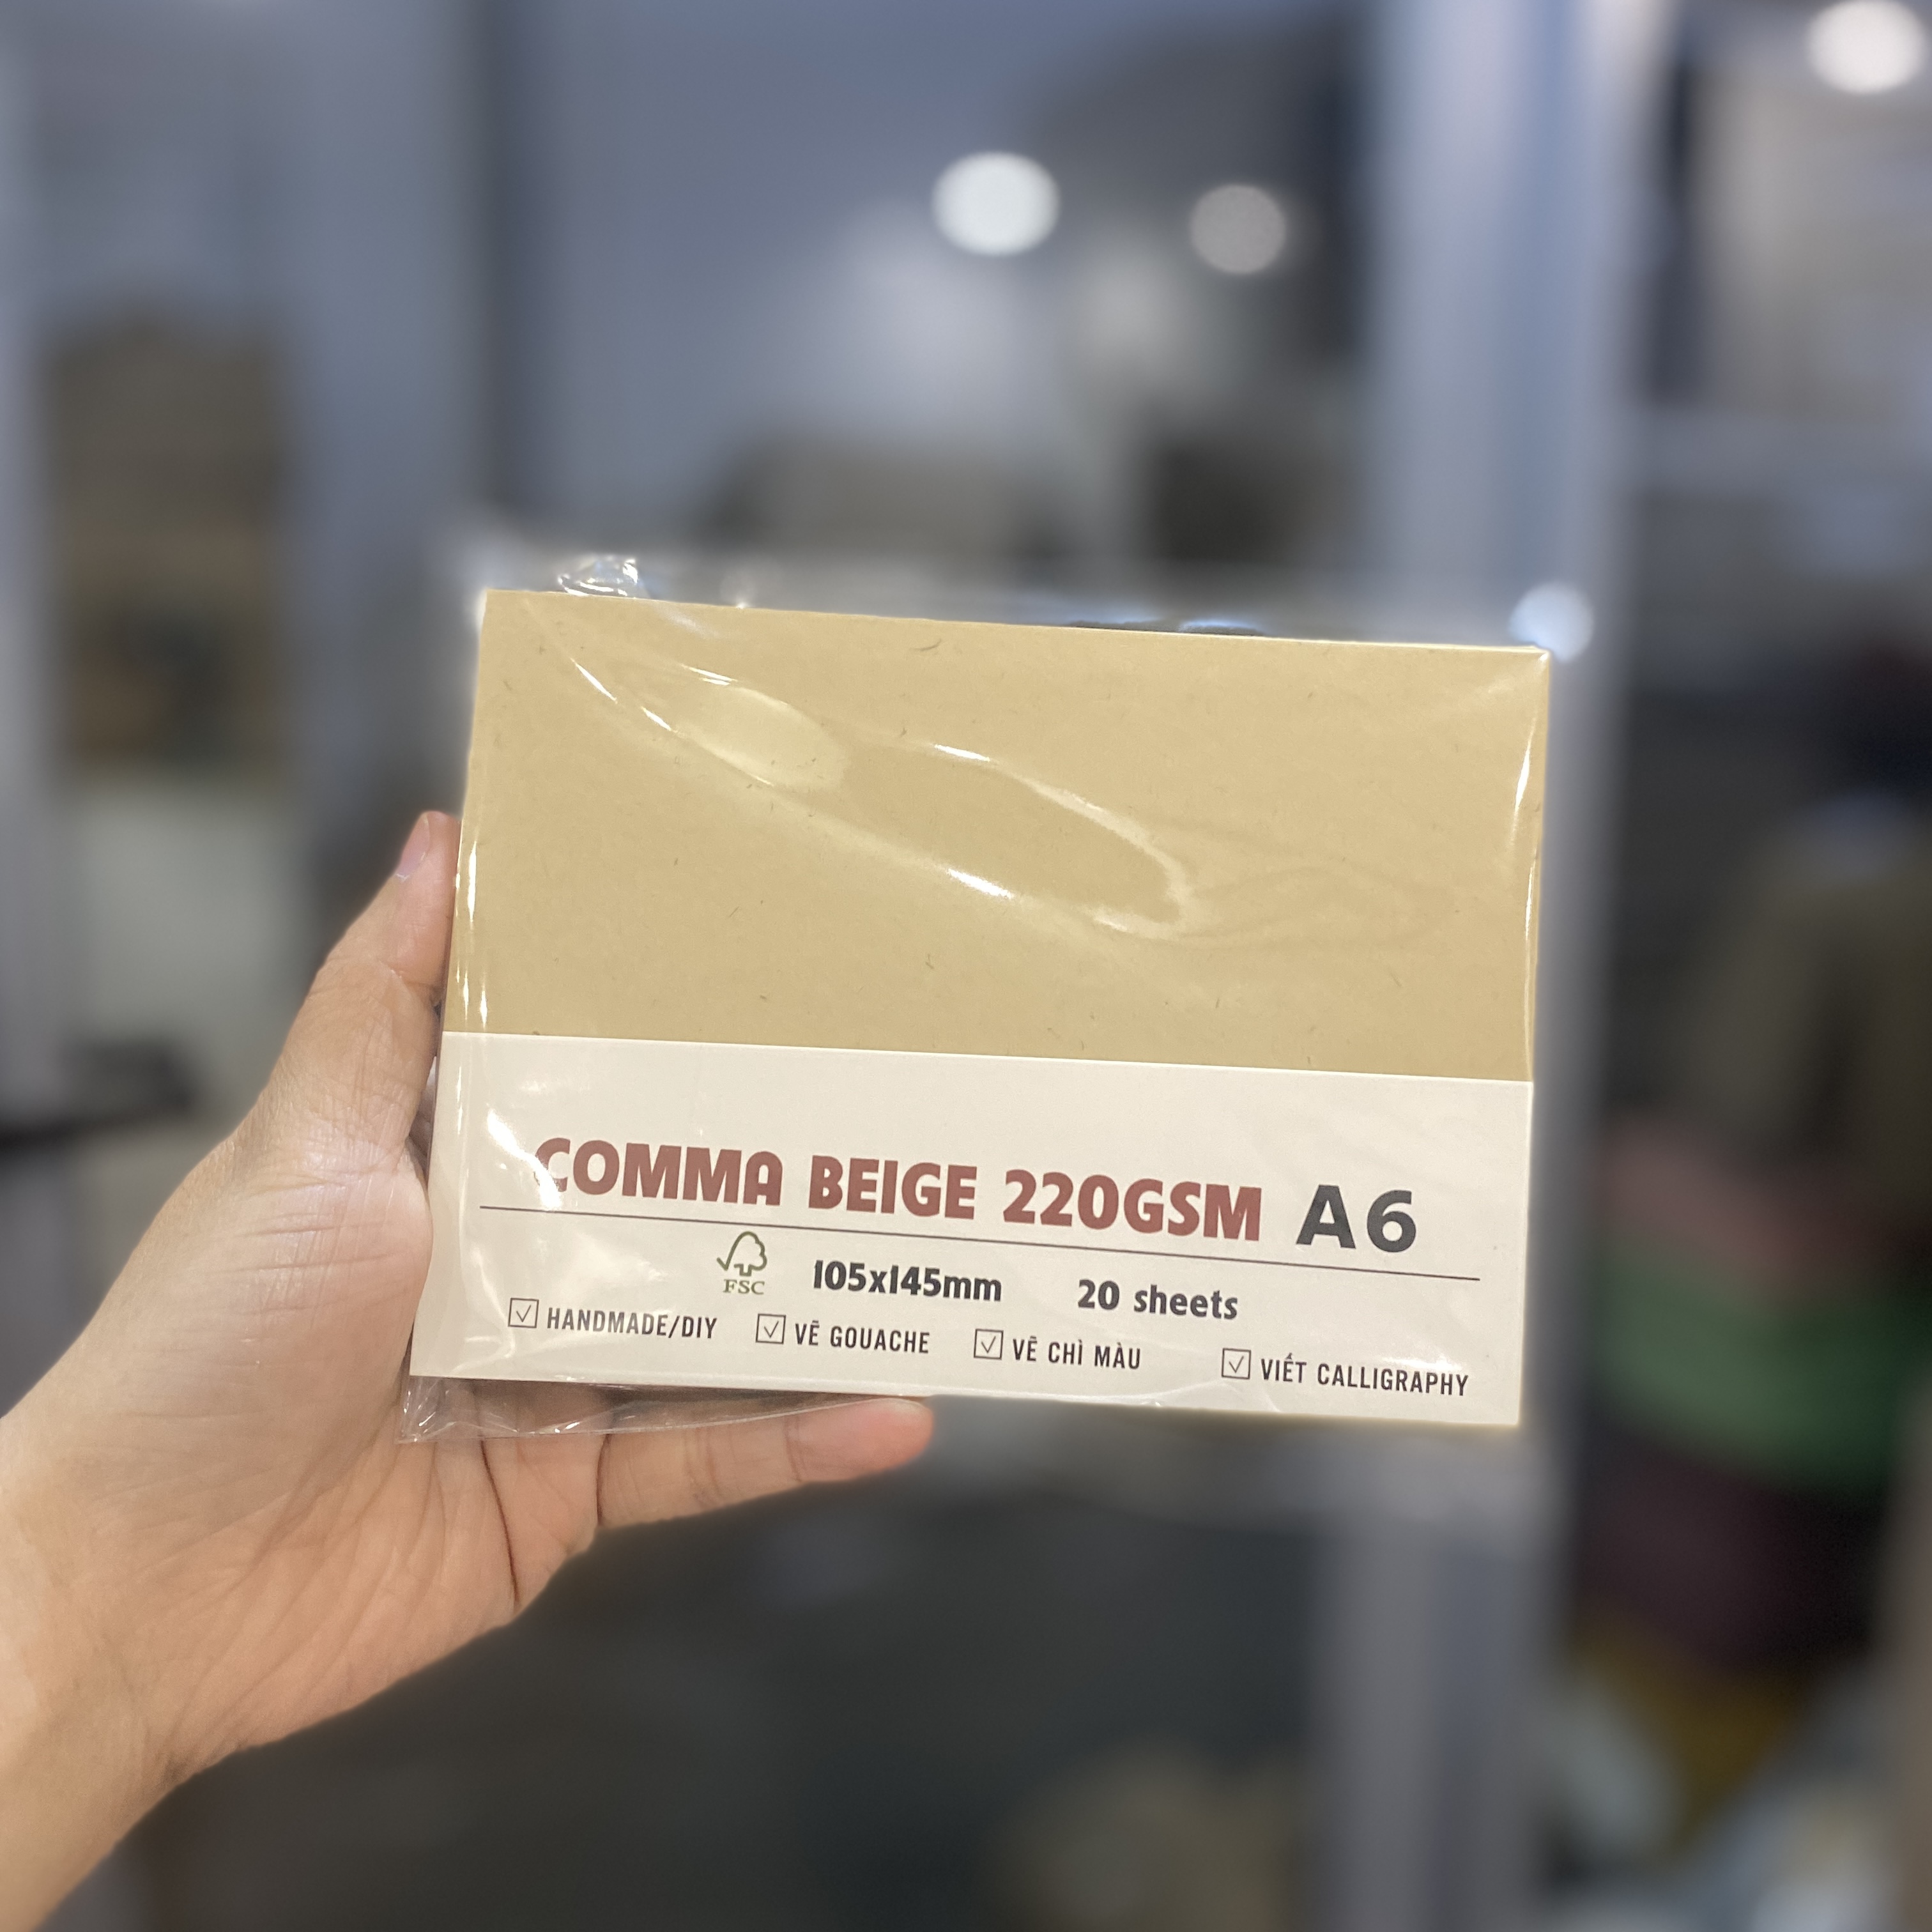 COMMA BEIGE 220GSM A6
FSC 105x145mm 20 sheets
HANDMADE/DIY VẼ GOUACHE VẼ CHÌ MÀU VIẾT CALLIGRAPHY